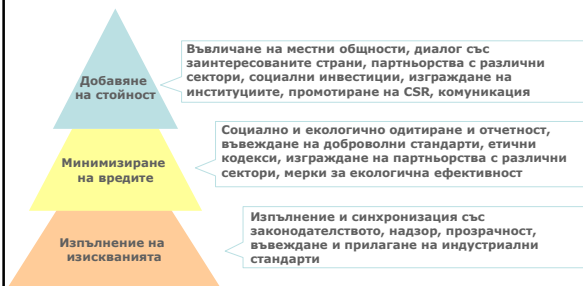 Добавяне
на стойност
Въвличане на местни общности, диалог със
заинтересованите страни, партньорства с различни
сектори, социални инвестиции, изграждане на
институциите, промотиране на CSR, комуникация
Минимизиране
на вредите
Социално и екологично одитиране и отчетност,
въвеждане на доброволни стандарти, етични
кодекси, изграждане на партньорства с различни
сектори, мерки за екологична ефективност
Изпълнение на
изискванията
Изпълнение и синхронизация със
законодателството, надзор, прозрачност,
въвеждане и прилагане на индустриални
стандарти